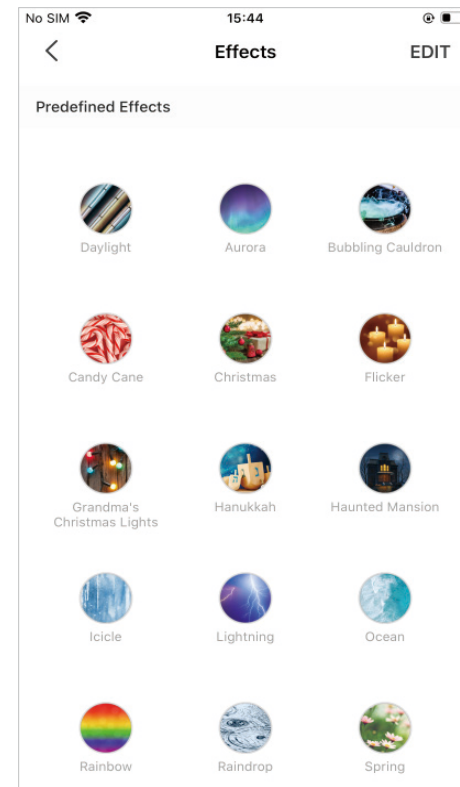 No SIM 15:44
Effects EDIT
Predefined Effects
Daylight Aurora Bubbling Cauldron
Candy Cane Christmas Flicker
Grandma's
Christmas Lights Hanukkah Haunted Mansion
Icicle Lightning Ocean
Rainbow Raindrop Spring